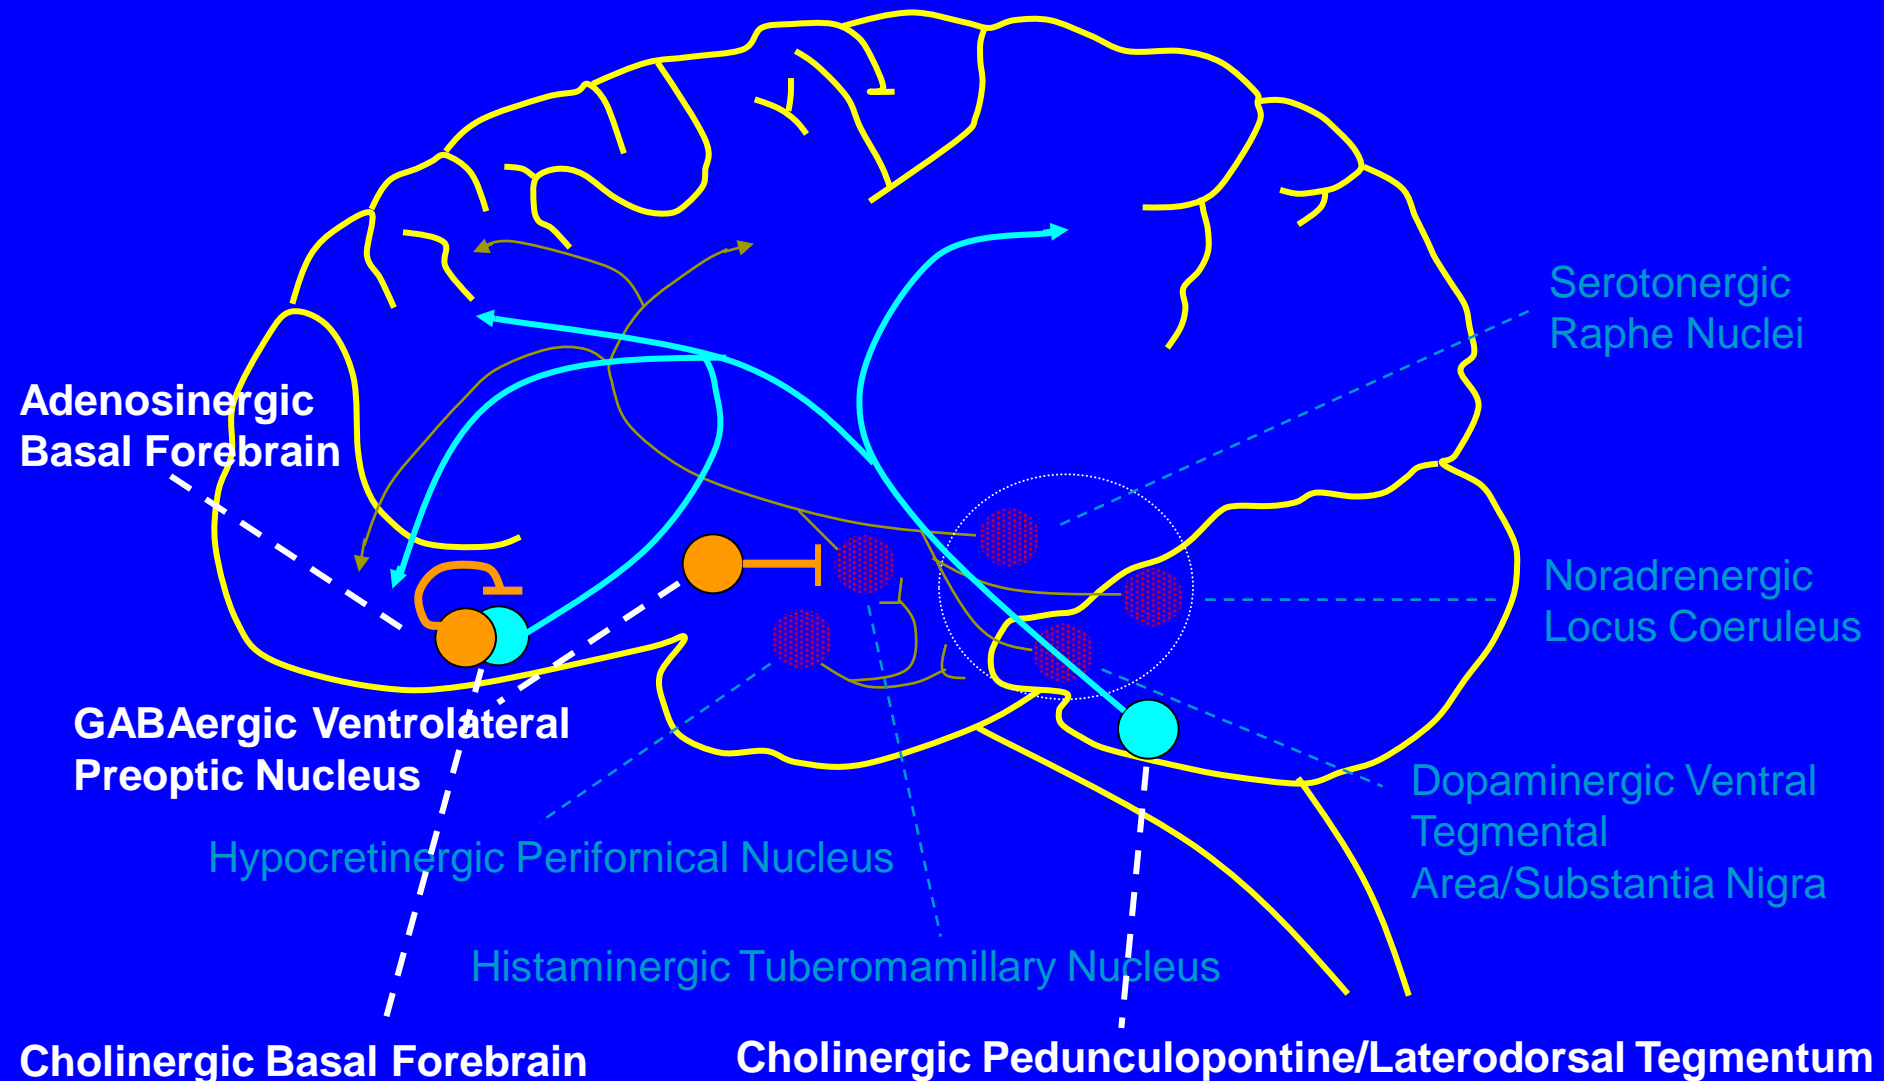 Serotonergic
Raphe Nuclei
Adenosinergic
Basal Forebrain
Noradrenergic
Locus Coeruleus
GABAergic Ventrolateral
Preoptic Nucleus
Dopaminergic Ventral
Tegmental
Area/Substantia Nigra
Hypocretinergic Perifornical Nucleus
Histaminergic Tuberomamillary Nucleus
Cholinergic Basal Forebrain
Cholinergic Pedunculopontine/Laterodorsal Tegmentum